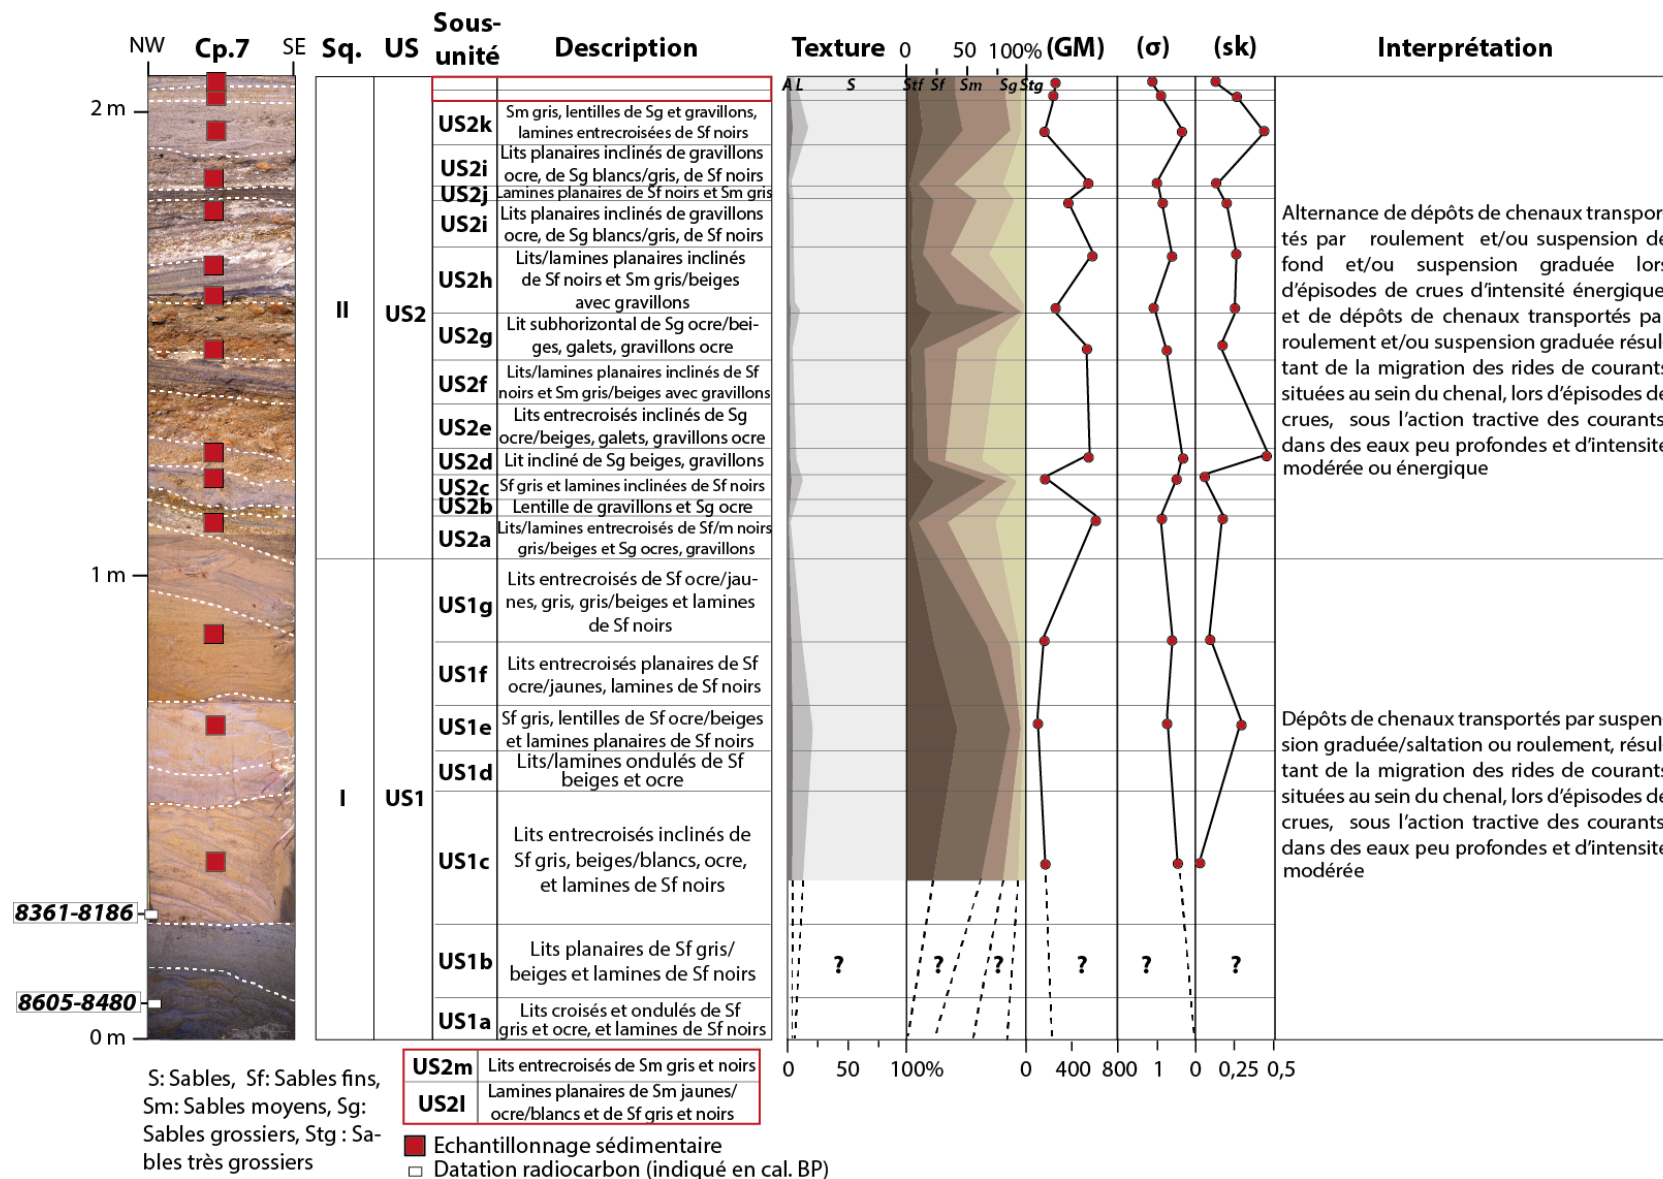 NW Cp.7 SE Sq. US Sous-unité Description Texture 0 50 100% (GM) (σ) (sk) Interprétation
A L S Stf Sf Sm Sg Stg
2 m
1 m
0 m
8361-8186
8605-8480
II
US2
US2k
Sm gris, lentilles de Sg et gravillons,
lamines entrecroisées de Sf noirs
US2i
Lits planaires inclinés de gravillons
ocre, de Sg blancs/gris, de Sf noirs
US2j
Lamines planaires de Sf noirs et Sm gris
US2i
Lits planaires inclinés de gravillons
ocre, de Sg blancs/gris, de Sf noirs
US2h
Lits/lamines planaires inclinés
de Sf noirs et Sm gris/beiges
avec gravillons
US2g
Lit subhorizontal de Sg ocre/bei-
ges, galets, gravillons ocre
US2f
Lits/lamines planaires inclinés de Sf
noirs et Sm gris/beiges avec gravillons
US2e
Lits entrecroisés inclinés de Sg
ocre/beiges, galets, gravillons ocre
US2d
Lit incliné de Sg beiges, gravillons
US2c
Sf gris et lamines inclinées de Sf noirs
US2b
Lentille de gravillons et Sg ocre
US2a
Lits/lamines entrecroisés de Sf/m noirs
gris/beiges et Sg ocres, gravillons
Alternance de dépôts de chenaux transpor
tés par roulement et/ou suspension de
fond et/ou suspension graduée lors
d'épisodes de crues d'intensité énergique
et de dépôts de chenaux transportés pa
roulement et/ou suspension graduée résul
tant de la migration des rides de courants
situées au sein du chenal, lors d'épisodes de
crues, sous l'action tractive des courants
dans des eaux peu profondes et d'intensité
modérée ou énergique
I
US1
US1g
Lits entrecroisés de Sf ocre/jau-
nes, gris, gris/beiges et lamines
de Sf noirs
US1f
Lits entrecroisés planaires de Sf
ocre/jaunes, lamines de Sf noirs
US1e
Sf gris, lentilles de Sf ocre/beiges
et lamines planaires de Sf noirs
US1d
Lits/lamines ondulés de Sf
beiges et ocre
US1c
Lits entrecroisés inclinés de
Sf gris, beiges/blancs, ocre,
et lamines de Sf noirs
US1b
Lits planaires de Sf gris/
beiges et lamines de Sf noirs
? ? ? ? ? ?
US1a
Lits croisés et ondulés de Sf
gris et ocre, et lamines de Sf noirs
Dépôts de chenaux transportés par suspen
sion graduée/saltation ou roulement, résul
tant de la migration des rides de courants
situées au sein du chenal, lors d'épisodes de
crues, sous l'action tractive des courants
dans des eaux peu profondes et d'intensité
modérée
0 50 100% 0 400 800 1 0 0,25 0,5
US2m
Lits entrecroisés de Sm gris et noirs
US2l
Lamines planaires de Sm jaunes/
ocre/blancs et de Sf gris et noirs
S: Sables, Sf: Sables fins,
Sm: Sables moyens, Sg:
Sables grossiers, Stg : Sa-
bles très grossiers
Echantillonnage sédimentaire
Datation radiocarbon (indiqué en cal. BP)